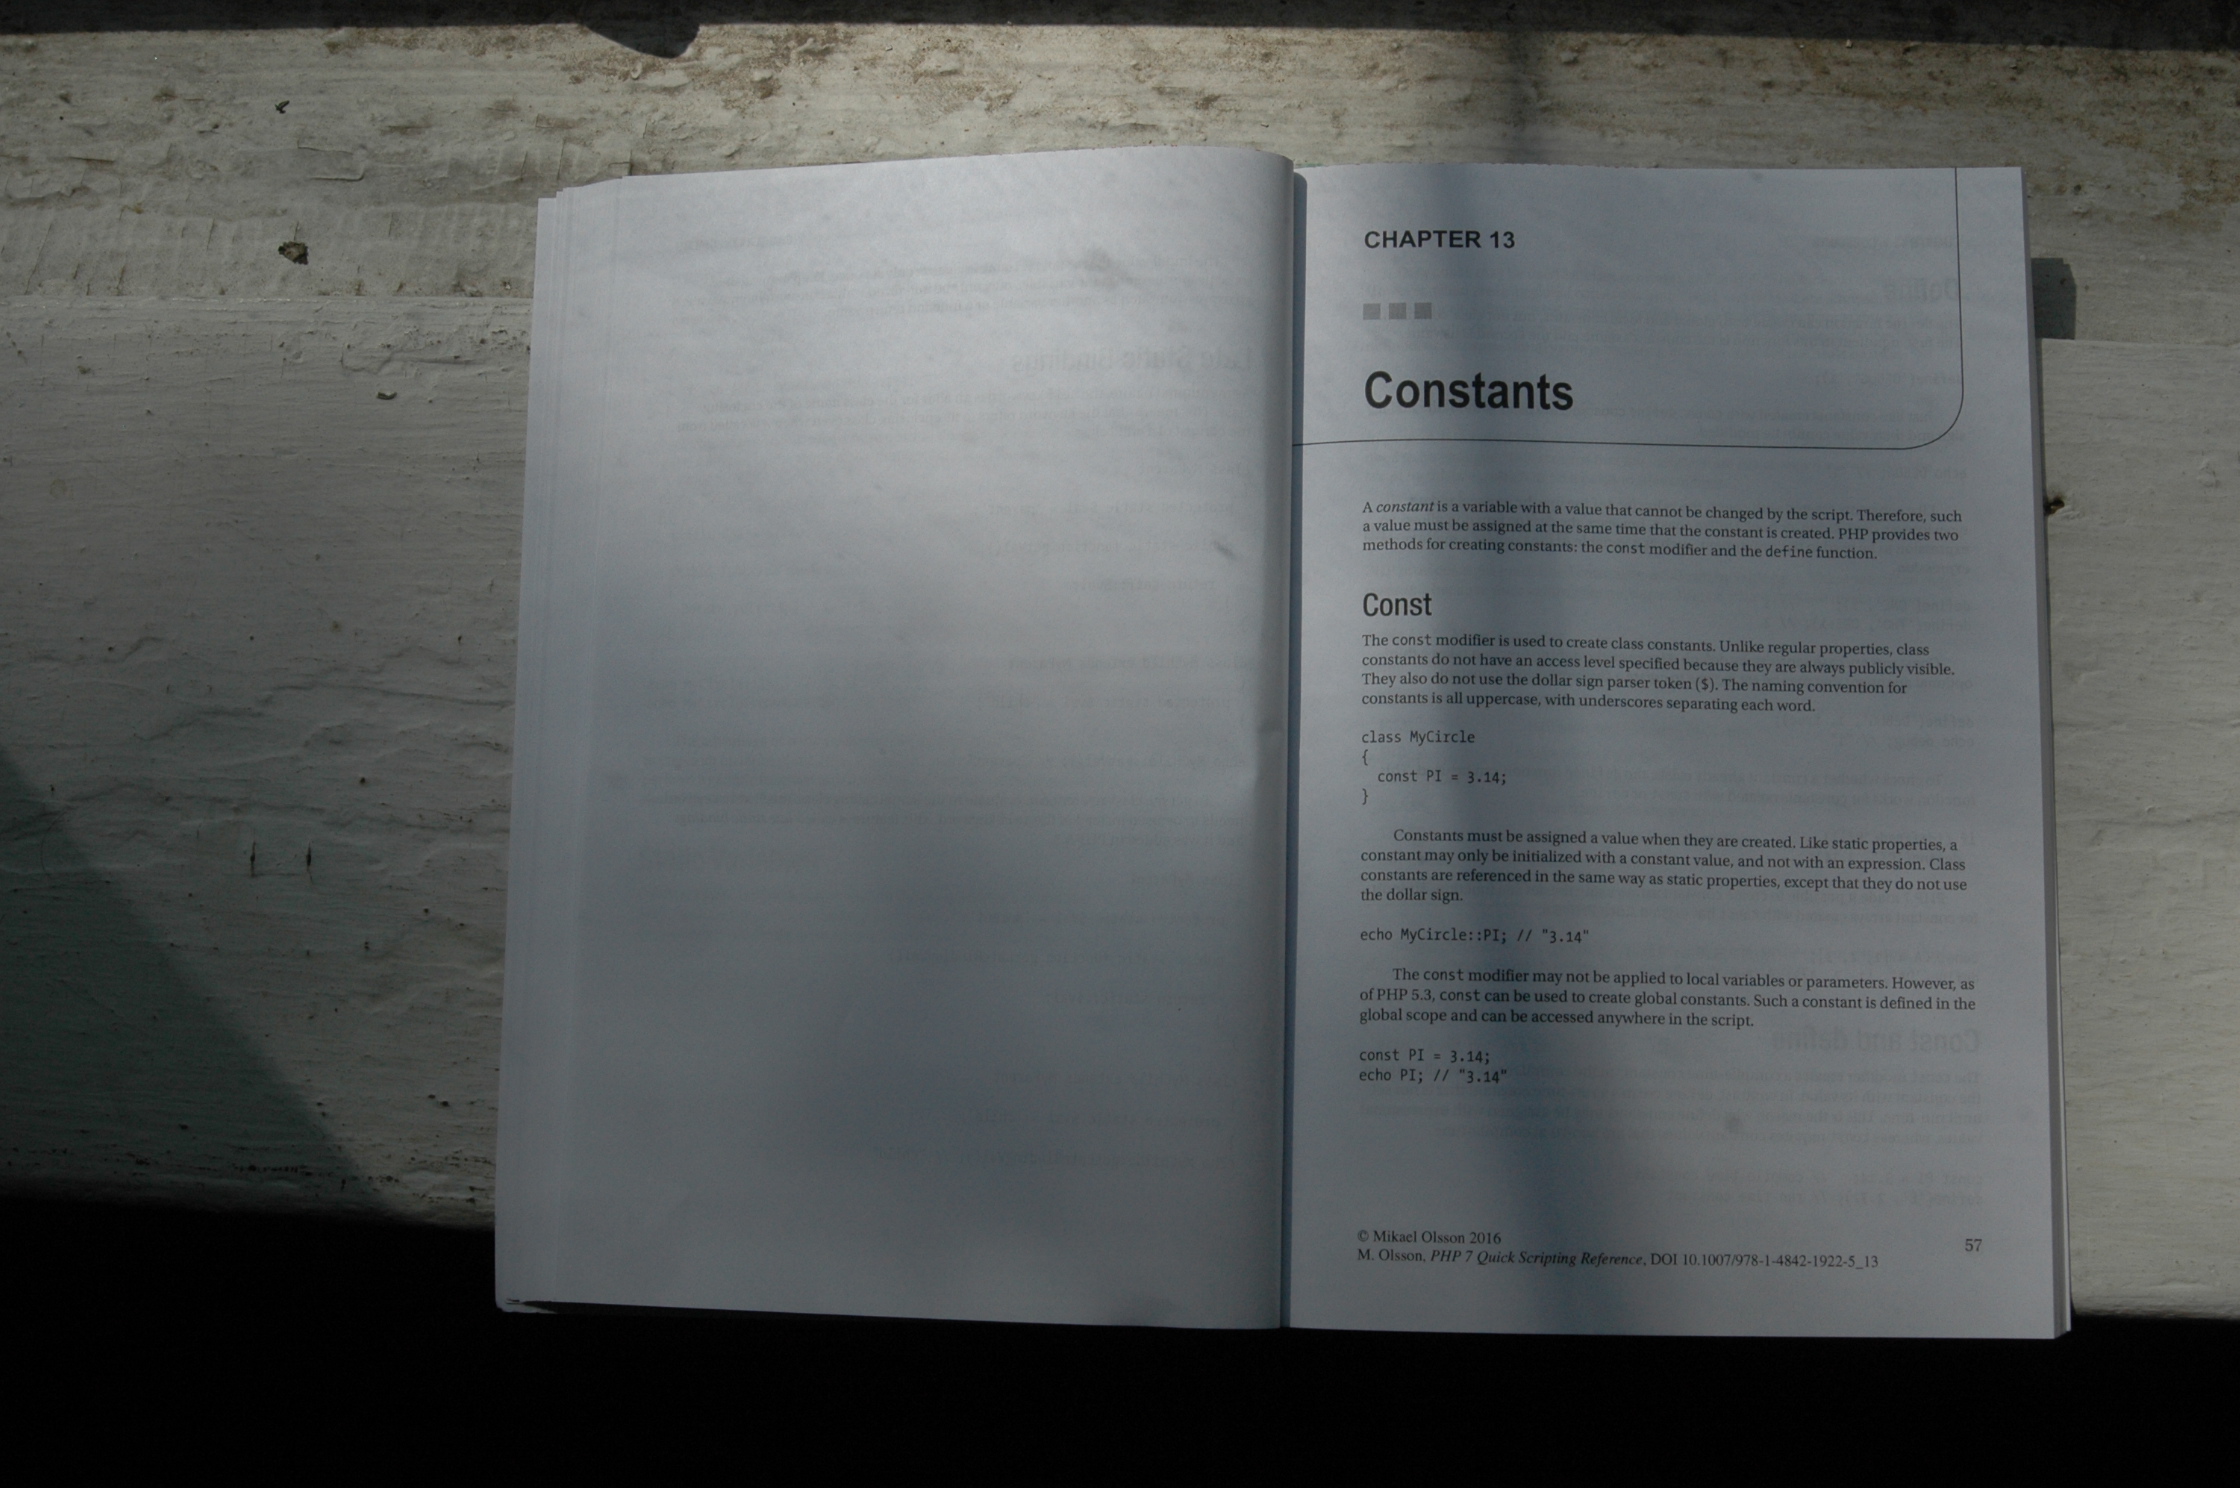 CHAPTER 13
Constants
A constant is a variable with a value that cannot be changed by the script. Therefore, such
a value must be assigned at the same time that the constant is created. PHP provides two
methods for creating constants: the const modifier and the define function.
Const
The const modifier is used to create class constants. Unlike regular properties, class
constants do not have an access level specified because they are always publicly visible.
They also do not use the dollar sign parser token ($). The naming convention for
constants is all uppercase, with underscores separating each word.
class MyCircle
{
  const PI = 3.14;
}
Constants must be assigned a value when they are created. Like static properties, a
constant may only be initialized with a constant value, and not with an expression. Class
constants are referenced in the same way as static properties, except that they do not use
the dollar sign.
echo MyCircle::PI; // "3.14"
The const modifier may not be applied to local variables or parameters. However, as
of PHP 5.3, const can be used to create global constants. Such a constant is defined in the
global scope and can be accessed anywhere in the script.
const PI = 3.14;
echo PI; // "3.14"
© Mikael Olsson 2016
M. Olsson, PHP 7 Quick Scripting Reference, DOI 10.1007/978-1-4842-1922-5_13
57